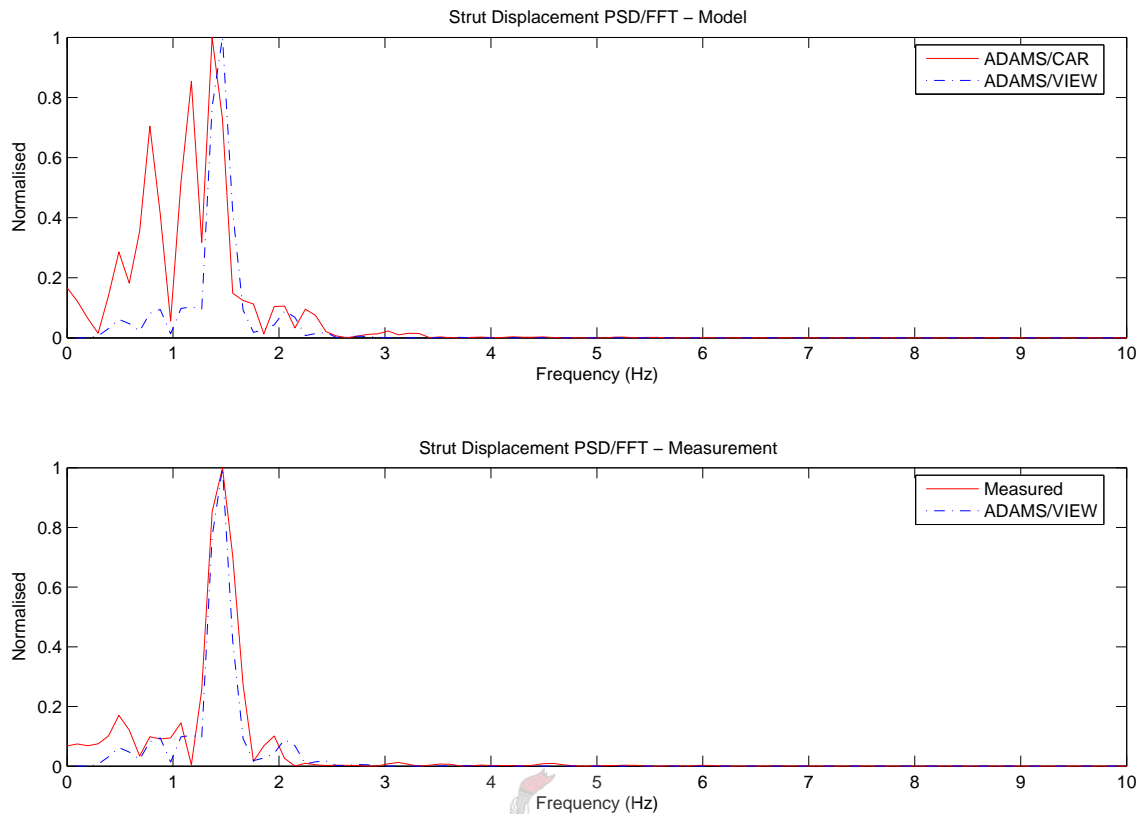 Strut Displacement PSD/FFT − Model
1
0.8
0.6
0.4
0.2
0
Normalised
ADAMS/CAR
ADAMS/VIEW
0 1 2 3 4 5 6 7 8 9 10
Frequency (Hz)
Strut Displacement PSD/FFT − Measurement
1
0.8
0.6
0.4
0.2
0
Normalised
Measured
ADAMS/VIEW
0 1 2 3 4 5 6 7 8 9 10
Frequency (Hz)